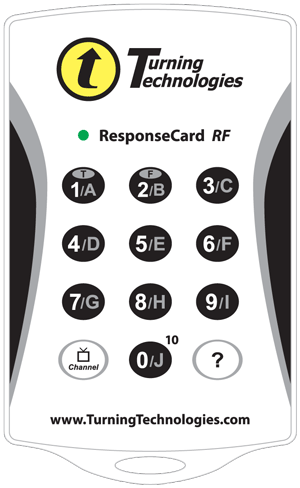 Turning
Technologies
ResponseCard RF
T F
1/A 2/B 3/C
4/D 5/E 6/F
7/G 8/H 9/I
10
Channel 0/J ?
www.TurningTechnologies.com